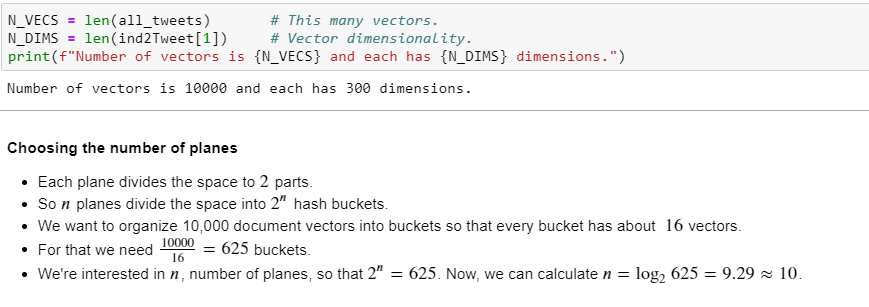 N_VECS = len(all_tweets)       # This many vectors.
N_DIMS = len(ind2Tweet[1])     # Vector dimensionality.
print(f"Number of vectors is {N_VECS} and each has {N_DIMS} dimensions.")
Number of vectors is 10000 and each has 300 dimensions.
Choosing the number of planes
• Each plane divides the space to 2 parts.
• So n planes divide the space into 2ⁿ hash buckets.
• We want to organize 10,000 document vectors into buckets so that every bucket has about 16 vectors.
• For that we need 10000/16 = 625 buckets.
• We're interested in n, number of planes, so that 2ⁿ = 625. Now, we can calculate n = log₂ 625 = 9.29 ≈ 10.